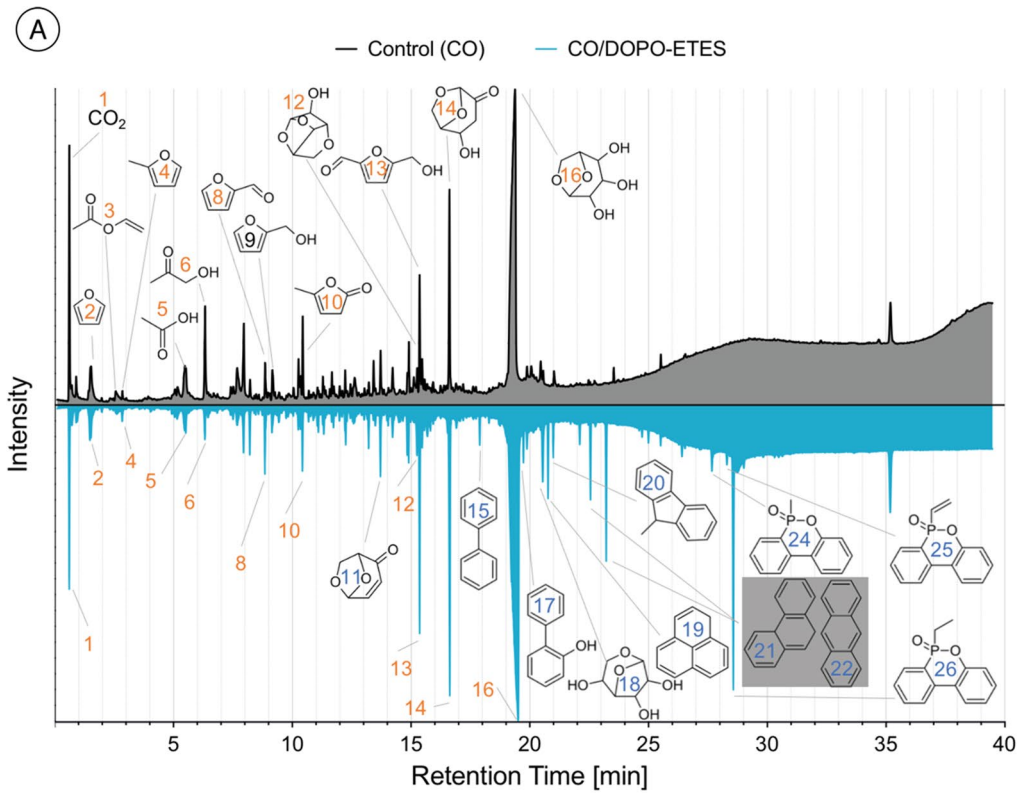 A
Control (CO)
CO/DOPO-ETES
1
CO₂
2
O
3
O
O
4
O
5
OH
O
6
O
OH
8
O
O
9
O
OH
10
O
O
12
OH
O
O
O
13
O
O
OH
14
O
O
O
OH
16
O
O
OH
OH
OH
1
2
4
5
6
8
10
11
O
O
O
12
13
14
15
16
17
OH
18
O
O
HO
OH
OH
19
20
21
22
24
O
P
O
25
O
P
O
26
O
P
O
Intensity
5
10
15
20
25
30
35
40
Retention Time [min]